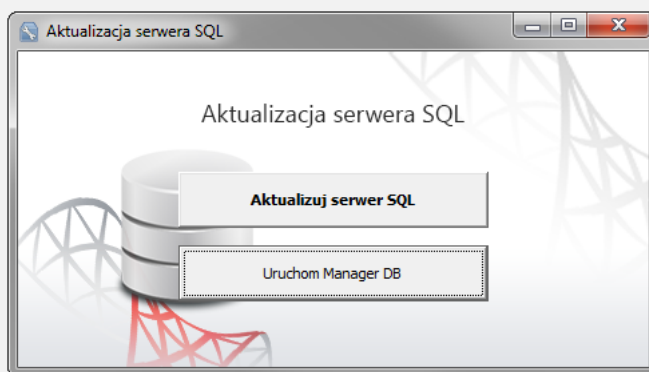 Aktualizacja serwera SQL
Aktualizacja serwera SQL
Aktualizuj serwer SQL
Uruchom Manager DB